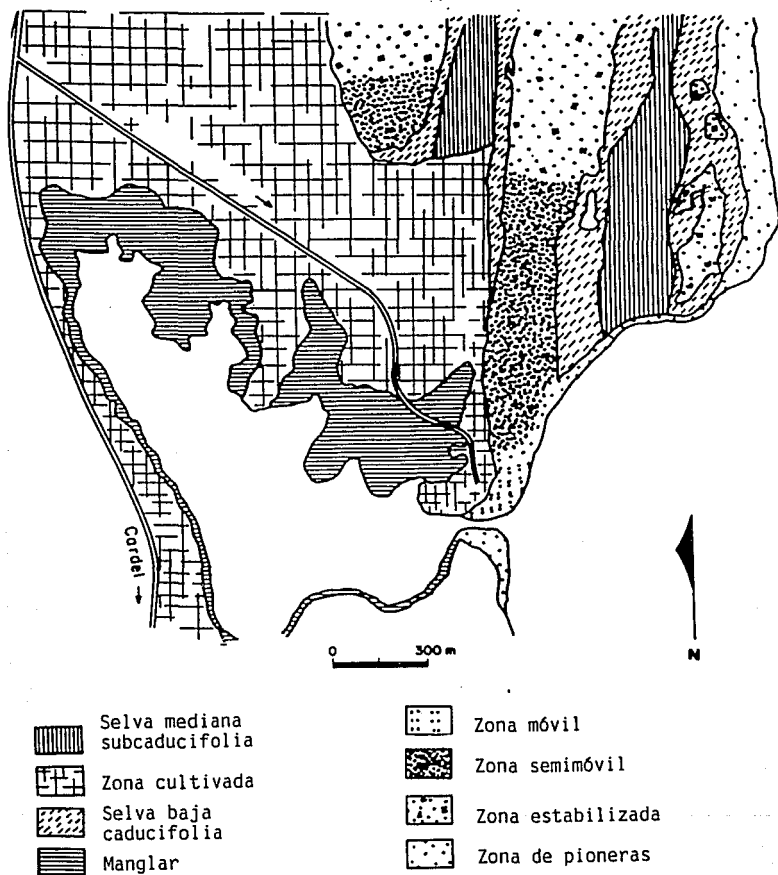 Cardel
0 300 m
N
Selva mediana
subcaducifolia
Zona cultivada
Selva baja
caducifolia
Manglar
Zona móvil
Zona semimóvil
Zona estabilizada
Zona de pioneras